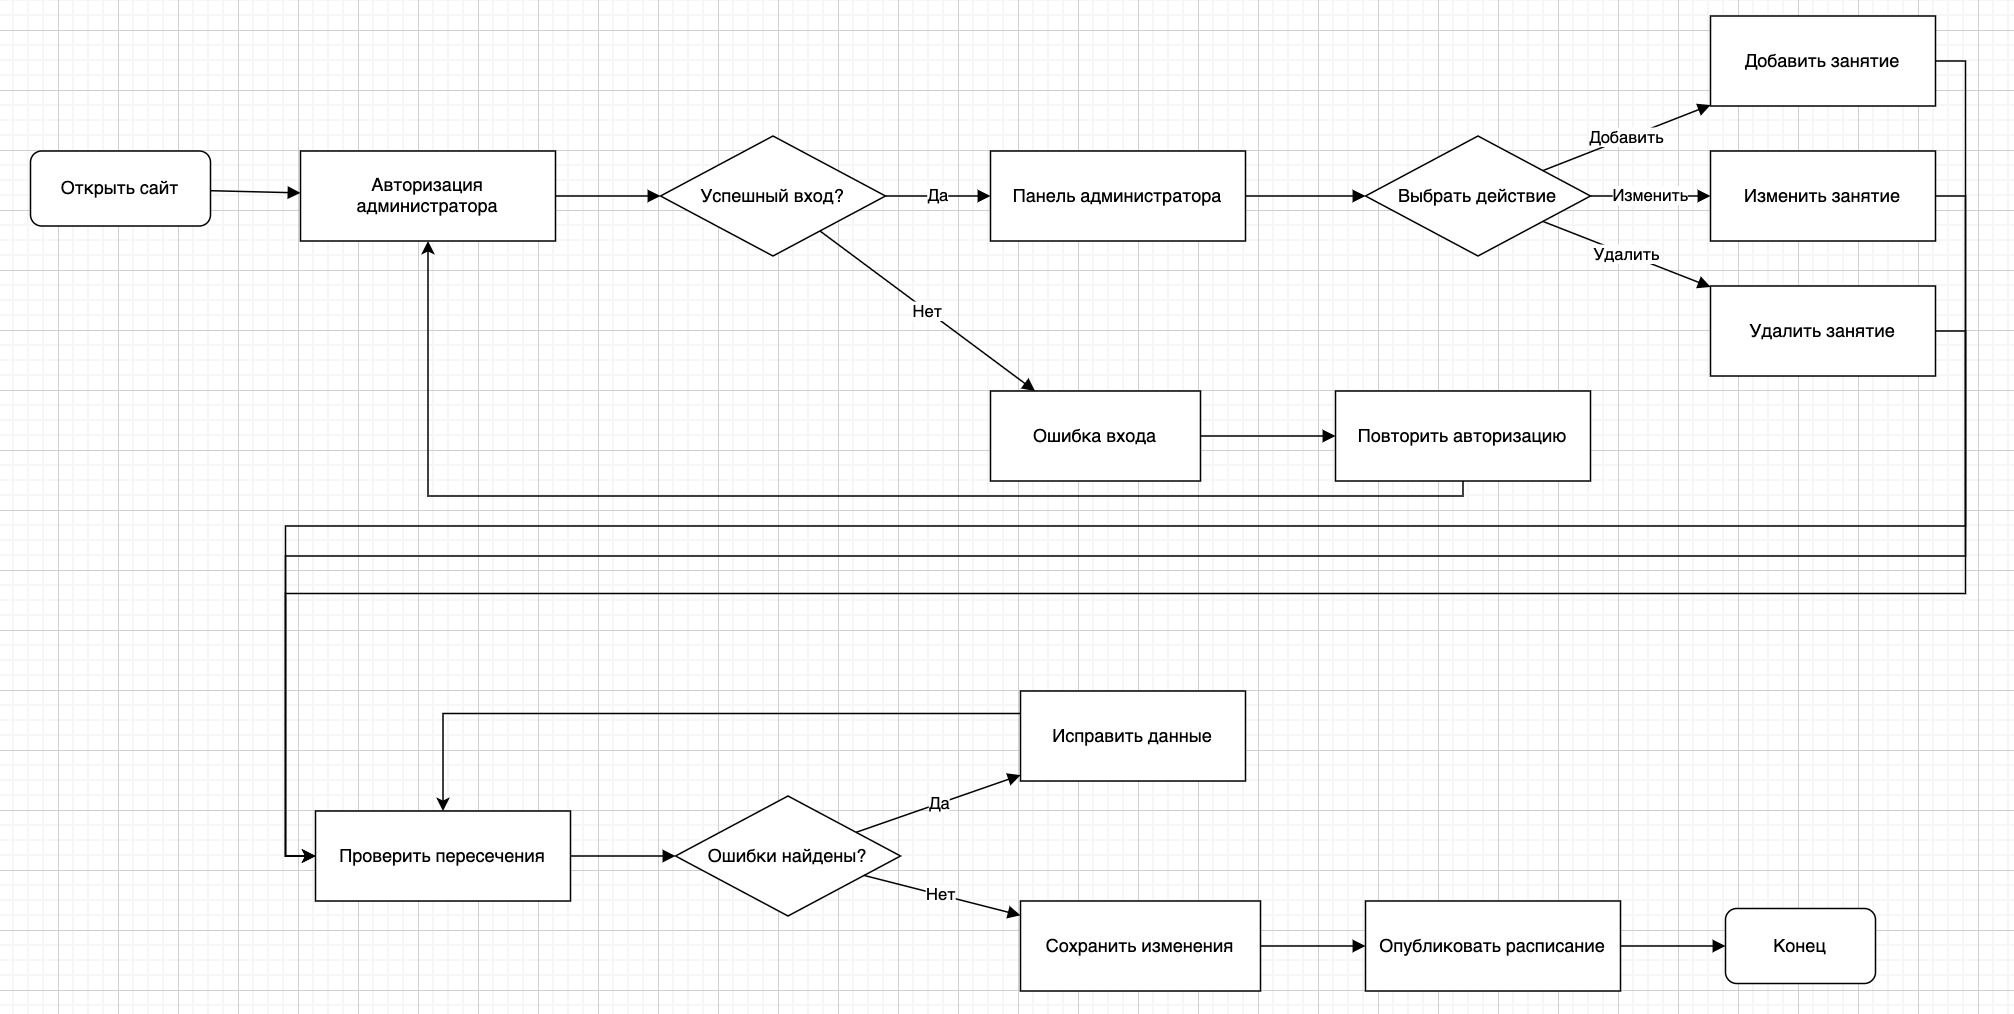 Добавить занятие
Добавить
Открыть сайт
Авторизация
администратора
Успешный вход?
Да
Панель администратора
Выбрать действие
Изменить
Изменить занятие
Удалить
Нет
Удалить занятие
Ошибка входа
Повторить авторизацию
Исправить данные
Да
Проверить пересечения
Ошибки найдены?
Нет
Сохранить изменения
Опубликовать расписание
Конец